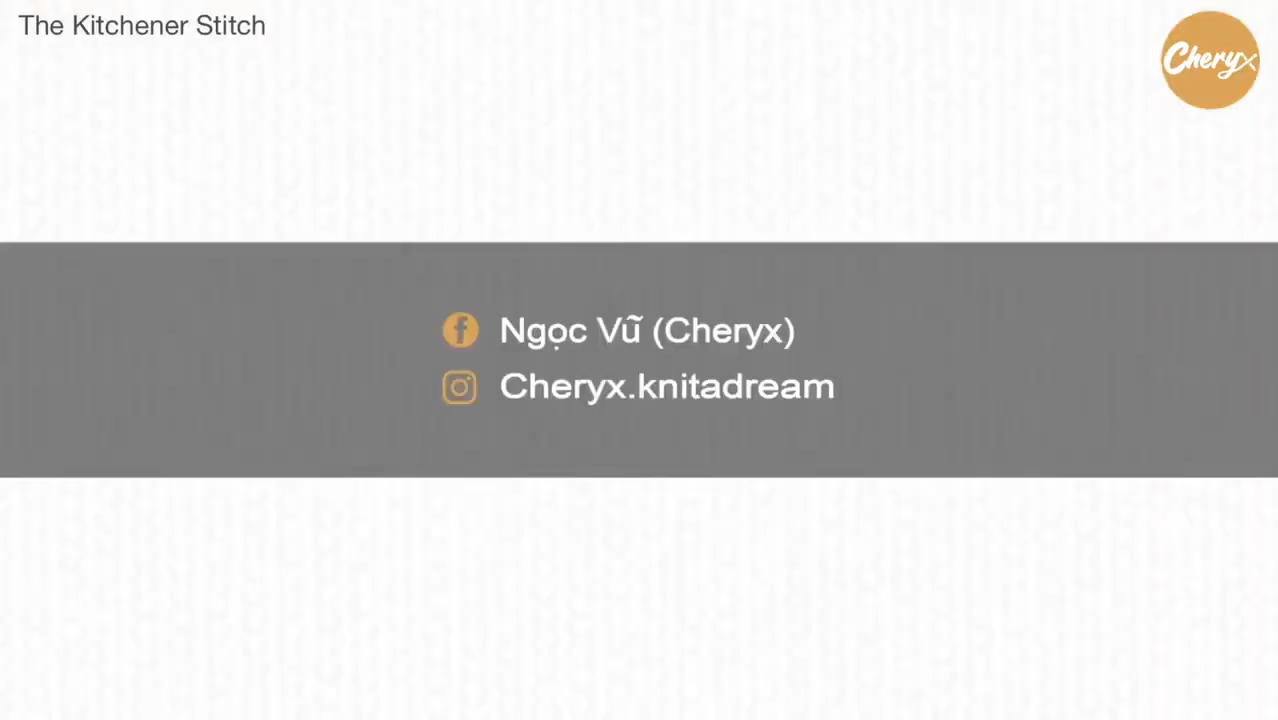 The Kitchener Stitch
Cheryx
Ngọc Vũ (Cheryx)
Cheryx.knitadream